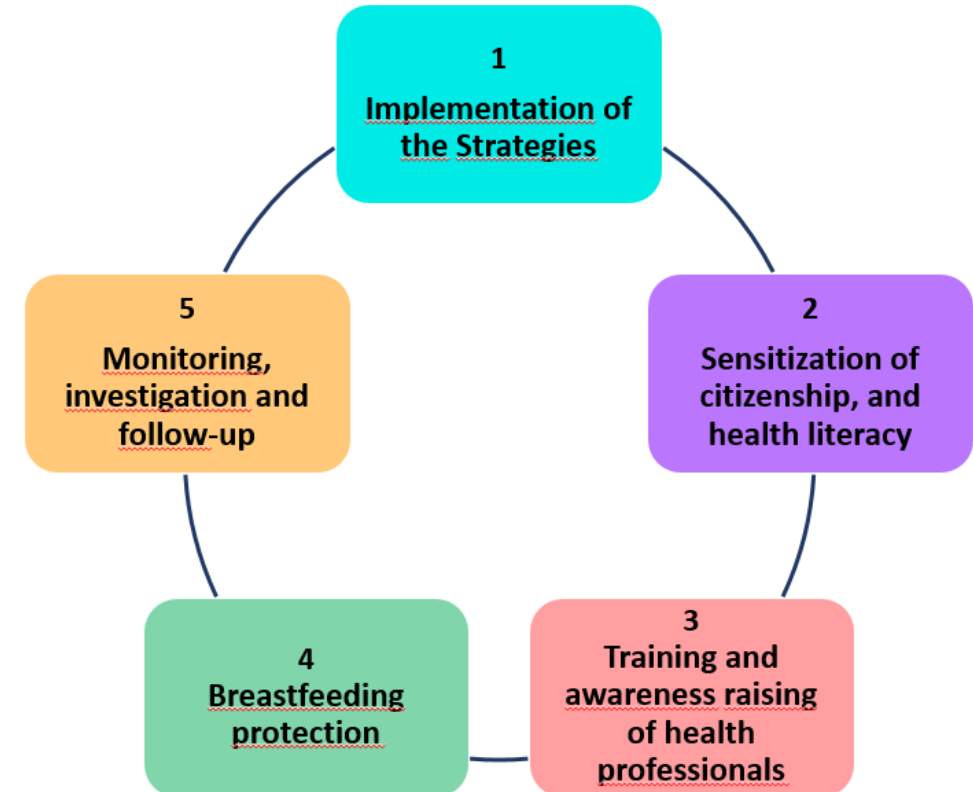 1
Implementation of
the Strategies
2
Sensitization of
citizenship, and
health literacy
3
Training and
awareness raising
of health
professionals
4
Breastfeeding
protection
5
Monitoring,
investigation and
follow-up